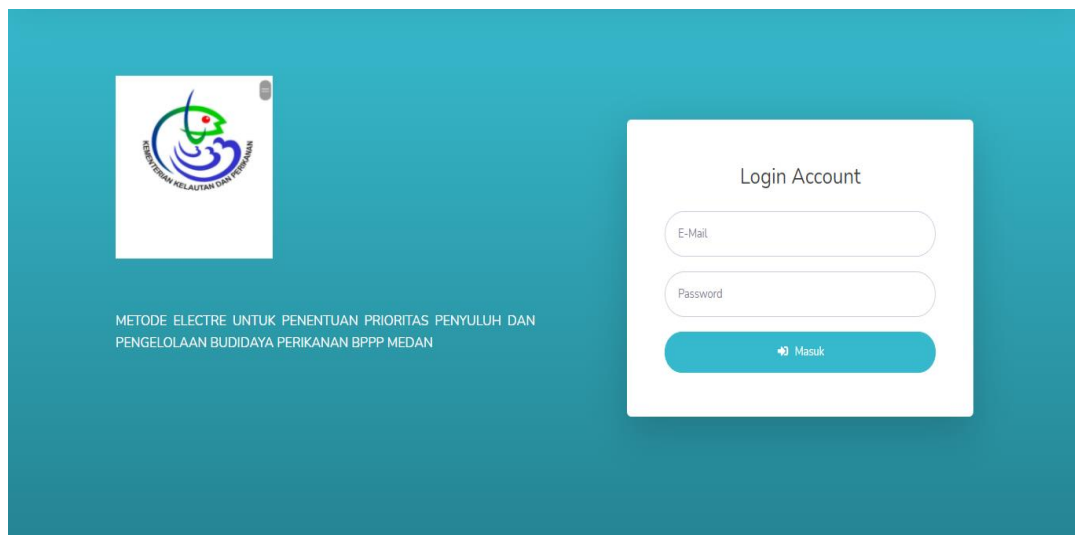 KEMENTERIAN KELAUTAN DAN PERIKANAN
METODE ELECTRE UNTUK PENENTUAN PRIORITAS PENYULUH DAN
PENGELOLAAN BUDIDAYA PERIKANAN BPPP MEDAN
Login Account
E-Mail
Password
Masuk